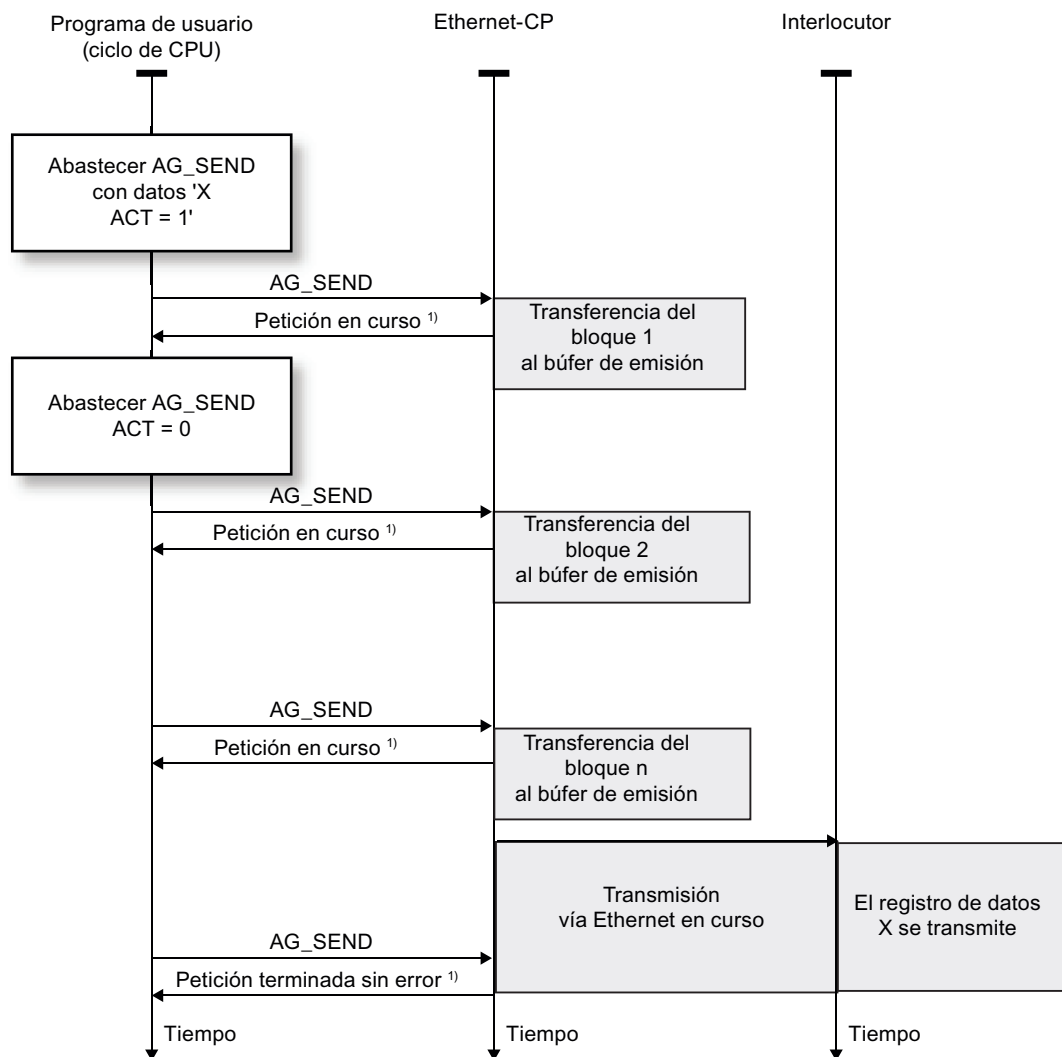 Programa de usuario
(ciclo de CPU)
Ethernet-CP
Interlocutor
Abastecer AG_SEND
con datos 'X
ACT = 1'
AG_SEND
Petición en curso 1)
Transferencia del
bloque 1
al búfer de emisión
Abastecer AG_SEND
ACT = 0
AG_SEND
Petición en curso 1)
Transferencia del
bloque 2
al búfer de emisión
AG_SEND
Petición en curso 1)
Transferencia del
bloque n
al búfer de emisión
Transmisión
vía Ethernet en curso
El registro de datos
X se transmite
AG_SEND
Petición terminada sin error 1)
Tiempo
Tiempo
Tiempo